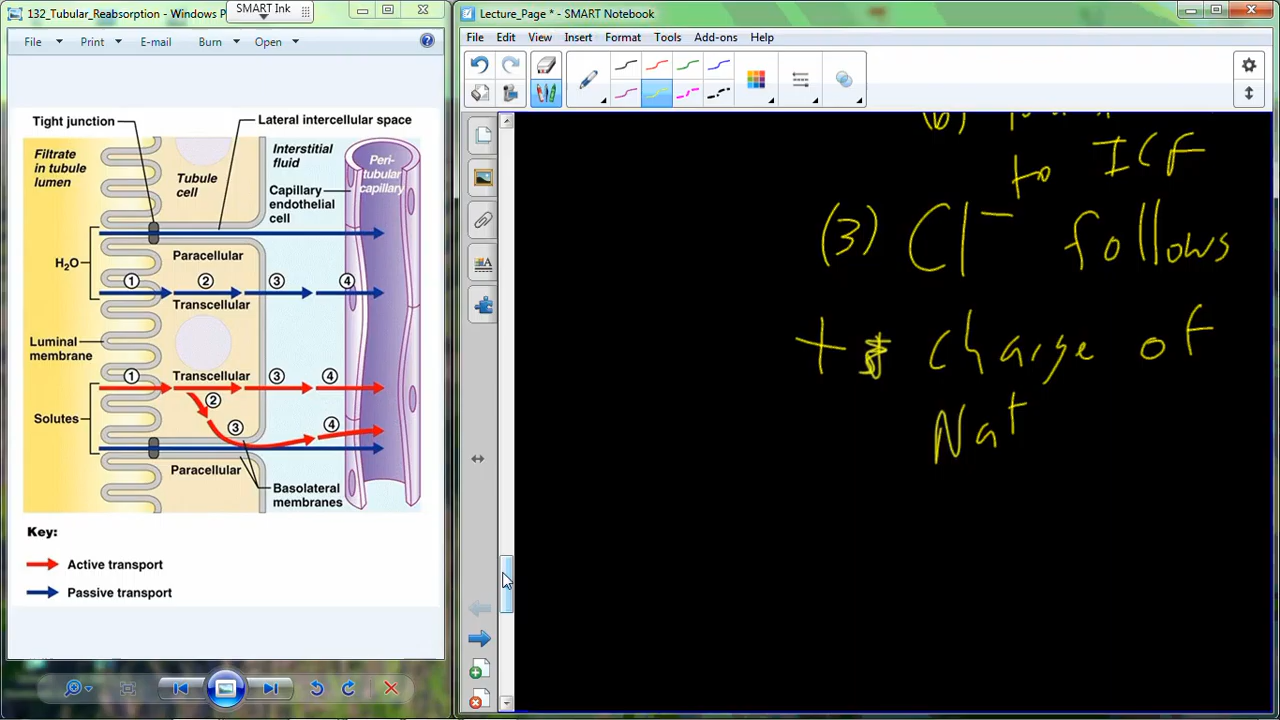 132_Tubular_Reabsorption - Windows P
SMART Ink
File Print E-mail Burn Open
Tight junction
Lateral intercellular space
Filtrate
in tubule
lumen
Tubule
cell
Interstitial
fluid
Peri-
tubular
capillary
Capillary
endothelial
cell
Paracellular
H₂O
1 2 3 4
Transcellular
Luminal
membrane
1 Transcellular 3 4
2
Solutes
3 4
Paracellular
Basolateral
membranes
Key:
Active transport
Passive transport
Lecture_Page * - SMART Notebook
File Edit View Insert Format Tools Add-ons Help
to ICF
(3) Cl⁻ follows
+ charge of
Na⁺